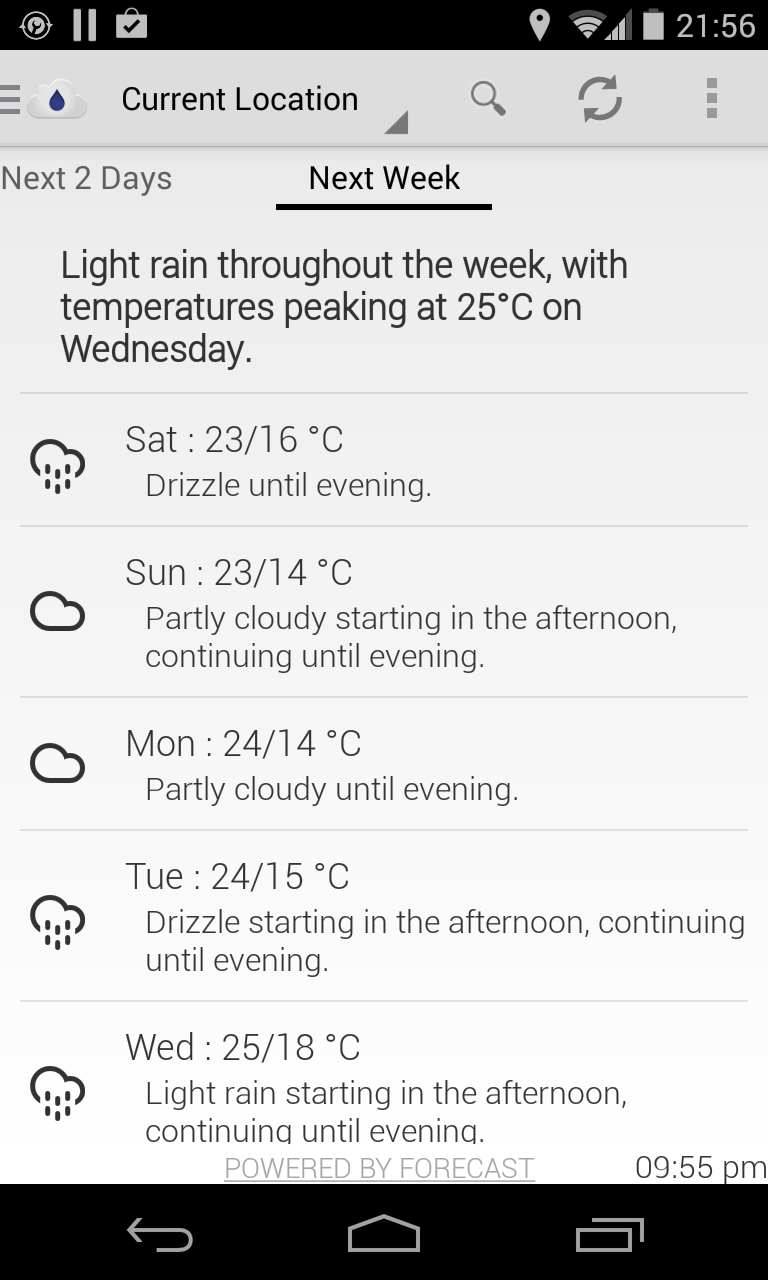 21:56
Current Location
Next 2 Days
Next Week
Light rain throughout the week, with
temperatures peaking at 25°C on
Wednesday.
Sat : 23/16 °C
Drizzle until evening.
Sun : 23/14 °C
Partly cloudy starting in the afternoon,
continuing until evening.
Mon : 24/14 °C
Partly cloudy until evening.
Tue : 24/15 °C
Drizzle starting in the afternoon, continuing
until evening.
Wed : 25/18 °C
Light rain starting in the afternoon,
continuing until evening.
POWERED BY FORECAST
09:55 pm